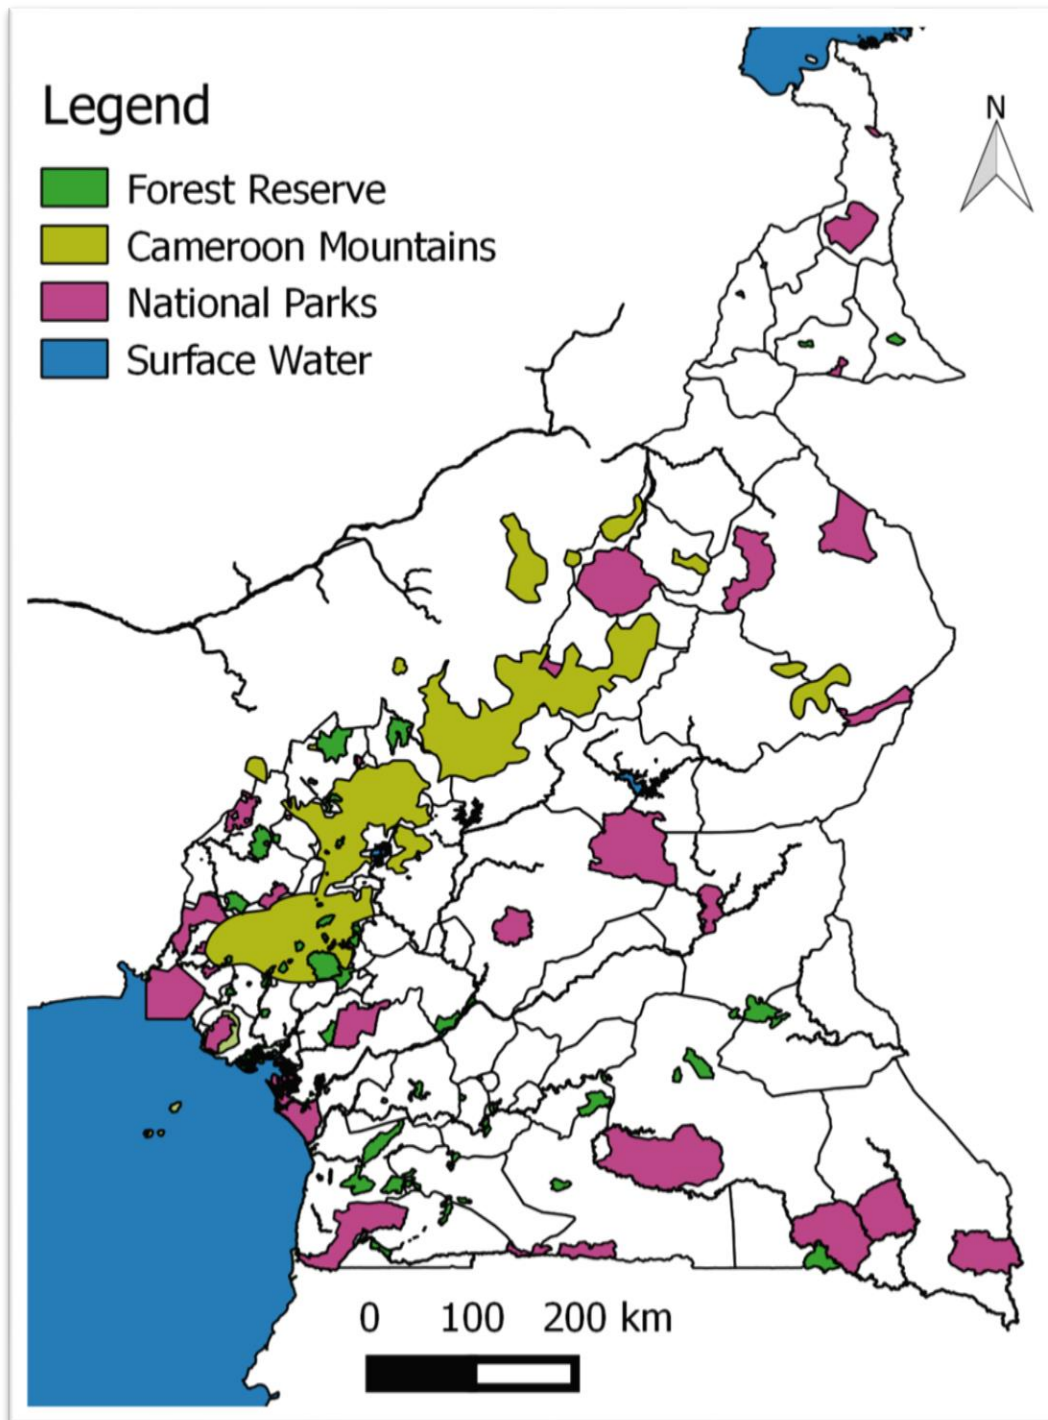 Legend
Forest Reserve
Cameroon Mountains
National Parks
Surface Water
N
0 100 200 km